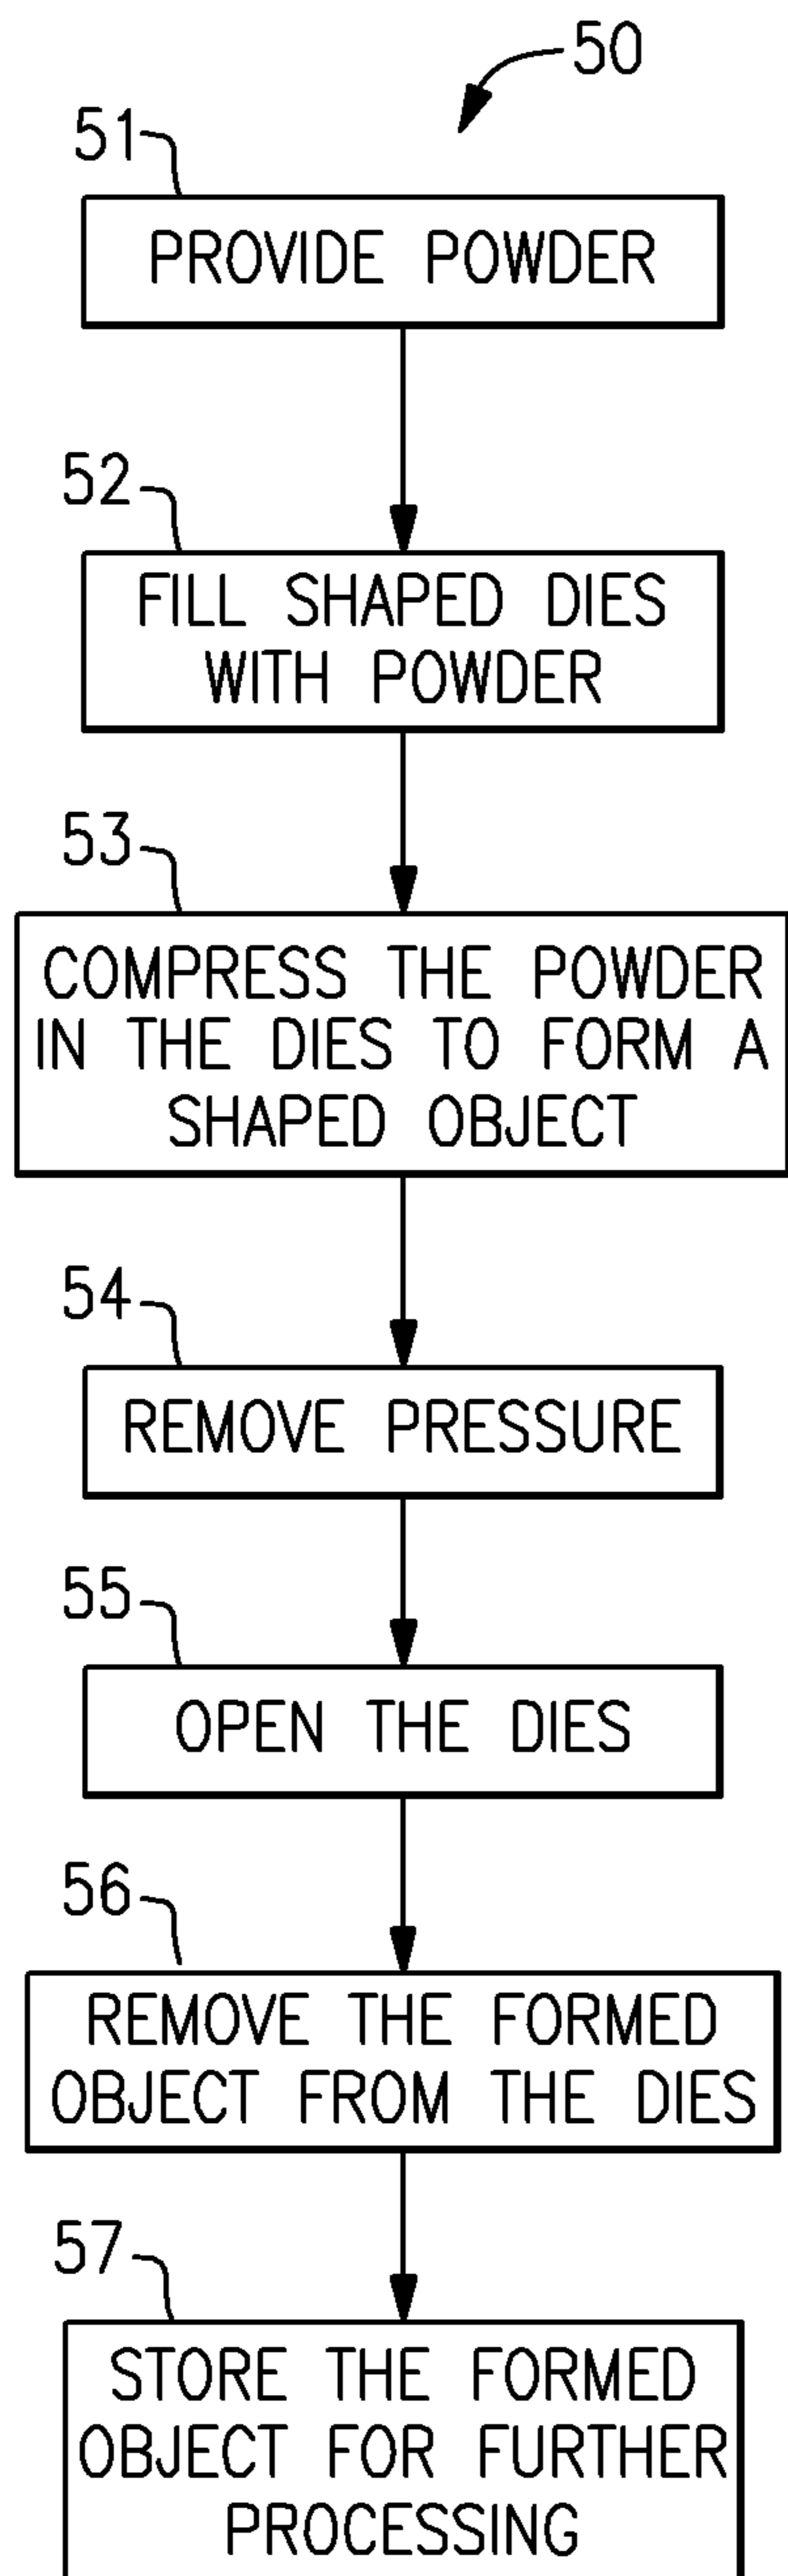 50
51
PROVIDE POWDER
52
FILL SHAPED DIES
WITH POWDER
53
COMPRESS THE POWDER
IN THE DIES TO FORM A
SHAPED OBJECT
54
REMOVE PRESSURE
55
OPEN THE DIES
56
REMOVE THE FORMED
OBJECT FROM THE DIES
57
STORE THE FORMED
OBJECT FOR FURTHER
PROCESSING